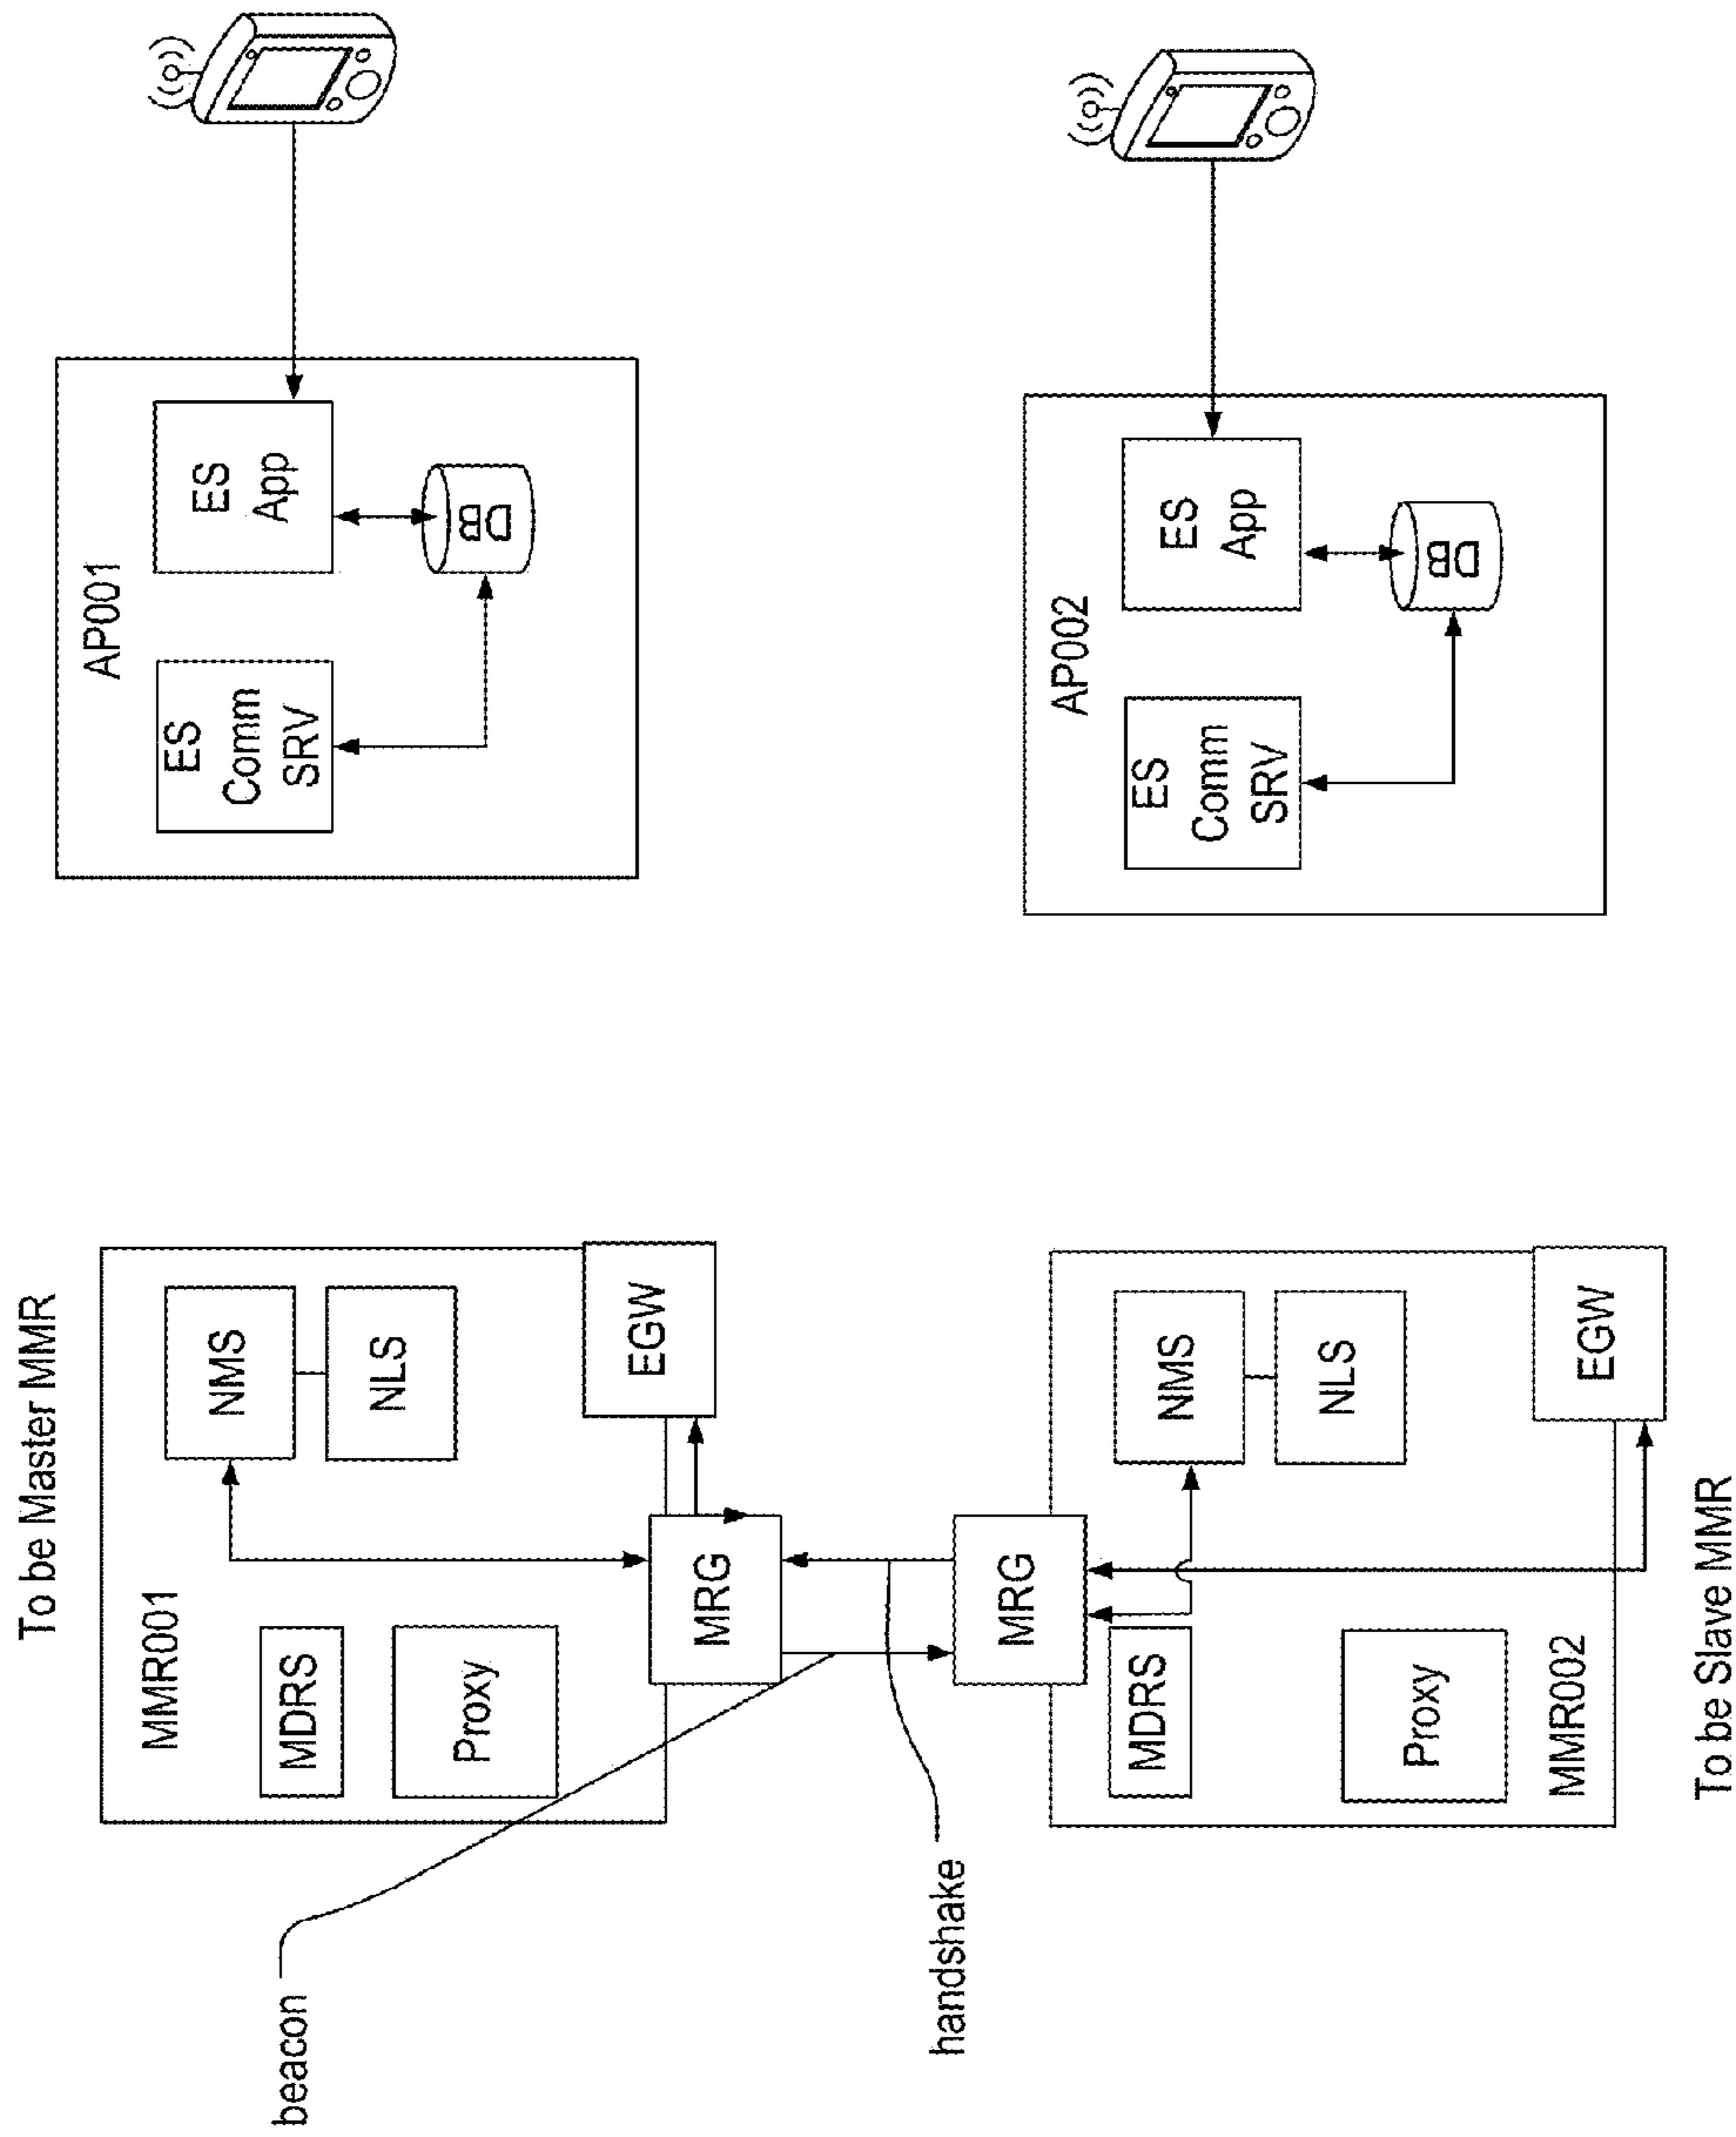 To be Master MMR
MMR001
NMS
MDRS
NLS
Proxy
EGW
MRG
beacon
AP001
ES
App
ES
Comm
SRV
DB
handshake
MRG
NMS
MDRS
NLS
Proxy
EGW
MMR002
To be Slave MMR
AP002
ES
App
ES
Comm
SRV
DB